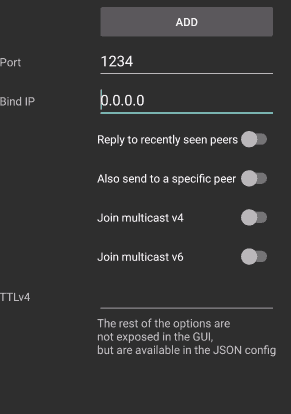 ADD
Port 1234
Bind IP 0.0.0.0
Reply to recently seen peers
Also send to a specific peer
Join multicast v4
Join multicast v6
TTLv4
The rest of the options are
not exposed in the GUI,
but are available in the JSON config